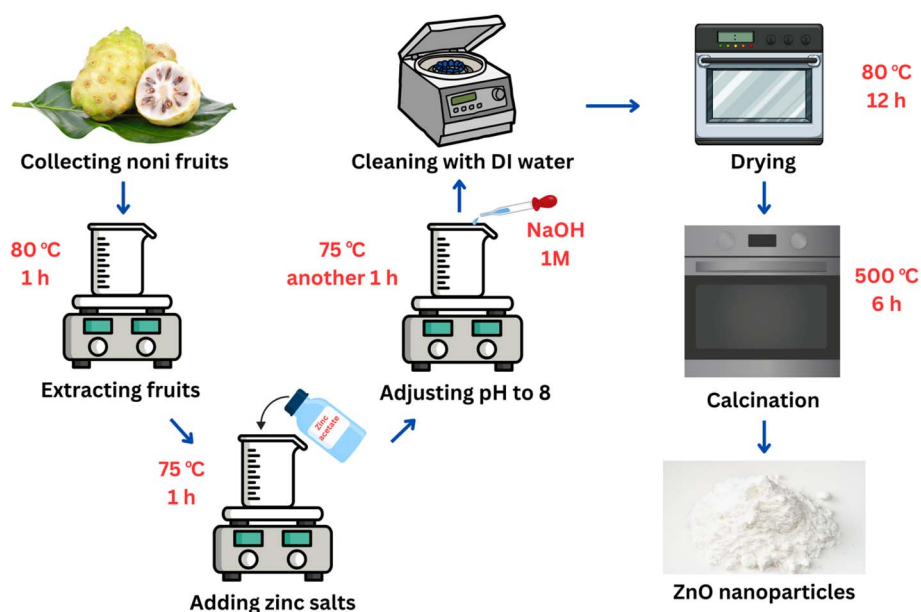 Collecting noni fruits
80 °C
1 h
Extracting fruits
75 °C
1 h
Zinc
acetate
Adding zinc salts
75 °C
another 1 h
NaOH
1M
Adjusting pH to 8
Cleaning with DI water
80 °C
12 h
Drying
500 °C
6 h
Calcination
ZnO nanoparticles